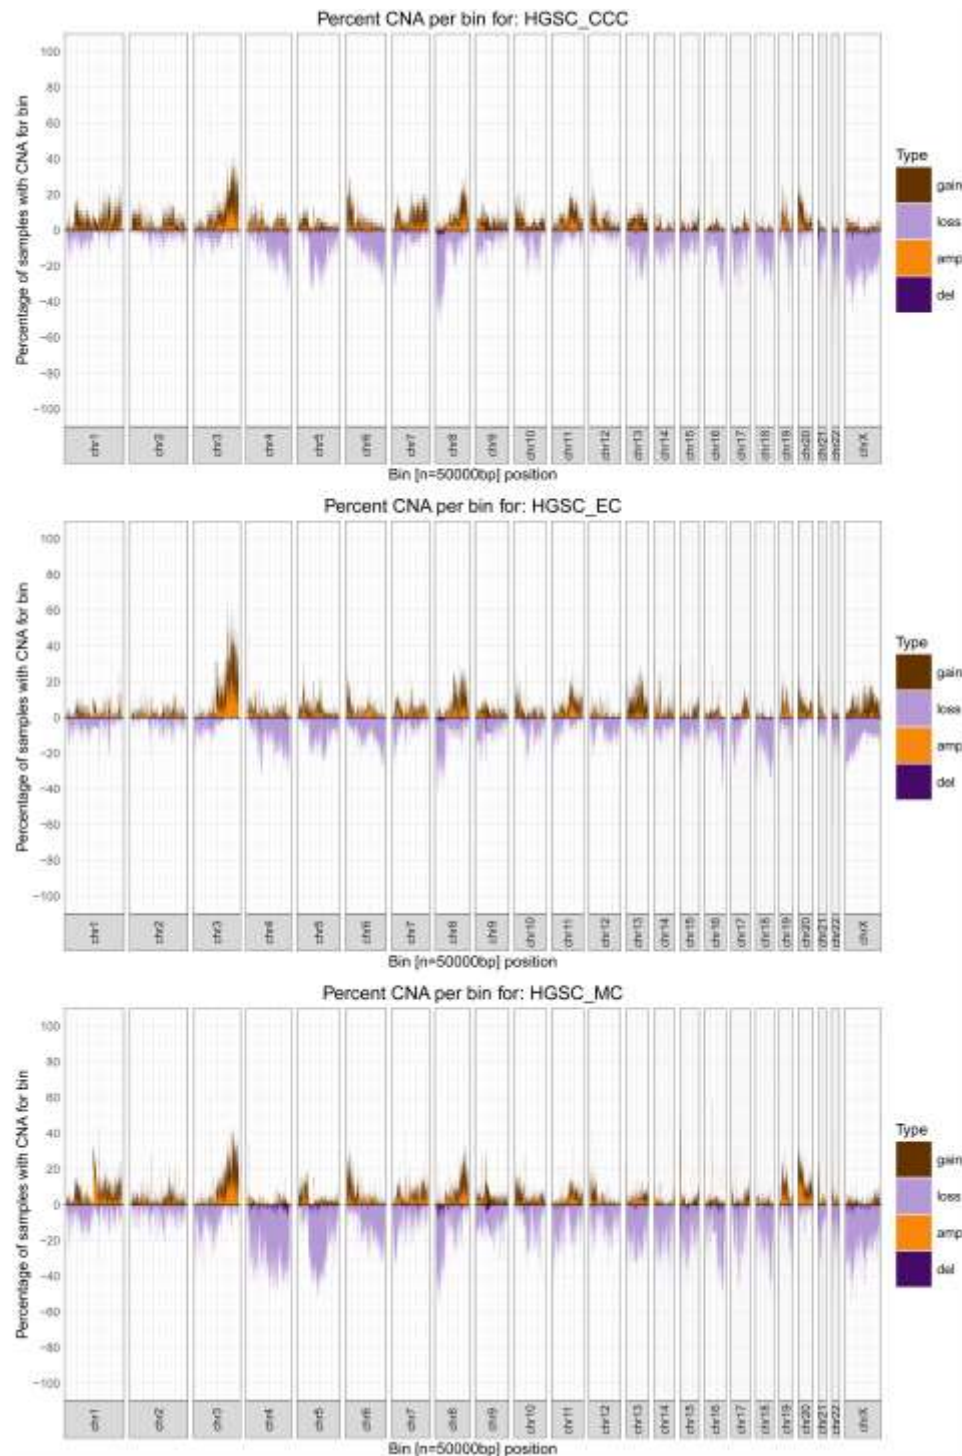 Percent CNA per bin for: HGSC_CCC
Percentage of samples with CNA for bin
100
80
60
40
20
0
−20
−40
−60
−80
−100
chr1 chr2 chr3 chr4 chr5 chr6 chr7 chr8 chr9 chr10 chr11 chr12 chr13 chr14 chr15 chr16 chr17 chr18 chr19 chr20 chr21 chr22 chrX
Bin [n=50000bp] position
Type
gain
loss
amp
del
Percent CNA per bin for: HGSC_EC
Percentage of samples with CNA for bin
100
80
60
40
20
0
−20
−40
−60
−80
−100
chr1 chr2 chr3 chr4 chr5 chr6 chr7 chr8 chr9 chr10 chr11 chr12 chr13 chr14 chr15 chr16 chr17 chr18 chr19 chr20 chr21 chr22 chrX
Bin [n=50000bp] position
Type
gain
loss
amp
del
Percent CNA per bin for: HGSC_MC
Percentage of samples with CNA for bin
100
80
60
40
20
0
−20
−40
−60
−80
−100
chr1 chr2 chr3 chr4 chr5 chr6 chr7 chr8 chr9 chr10 chr11 chr12 chr13 chr14 chr15 chr16 chr17 chr18 chr19 chr20 chr21 chr22 chrX
Bin [n=50000bp] position
Type
gain
loss
amp
del